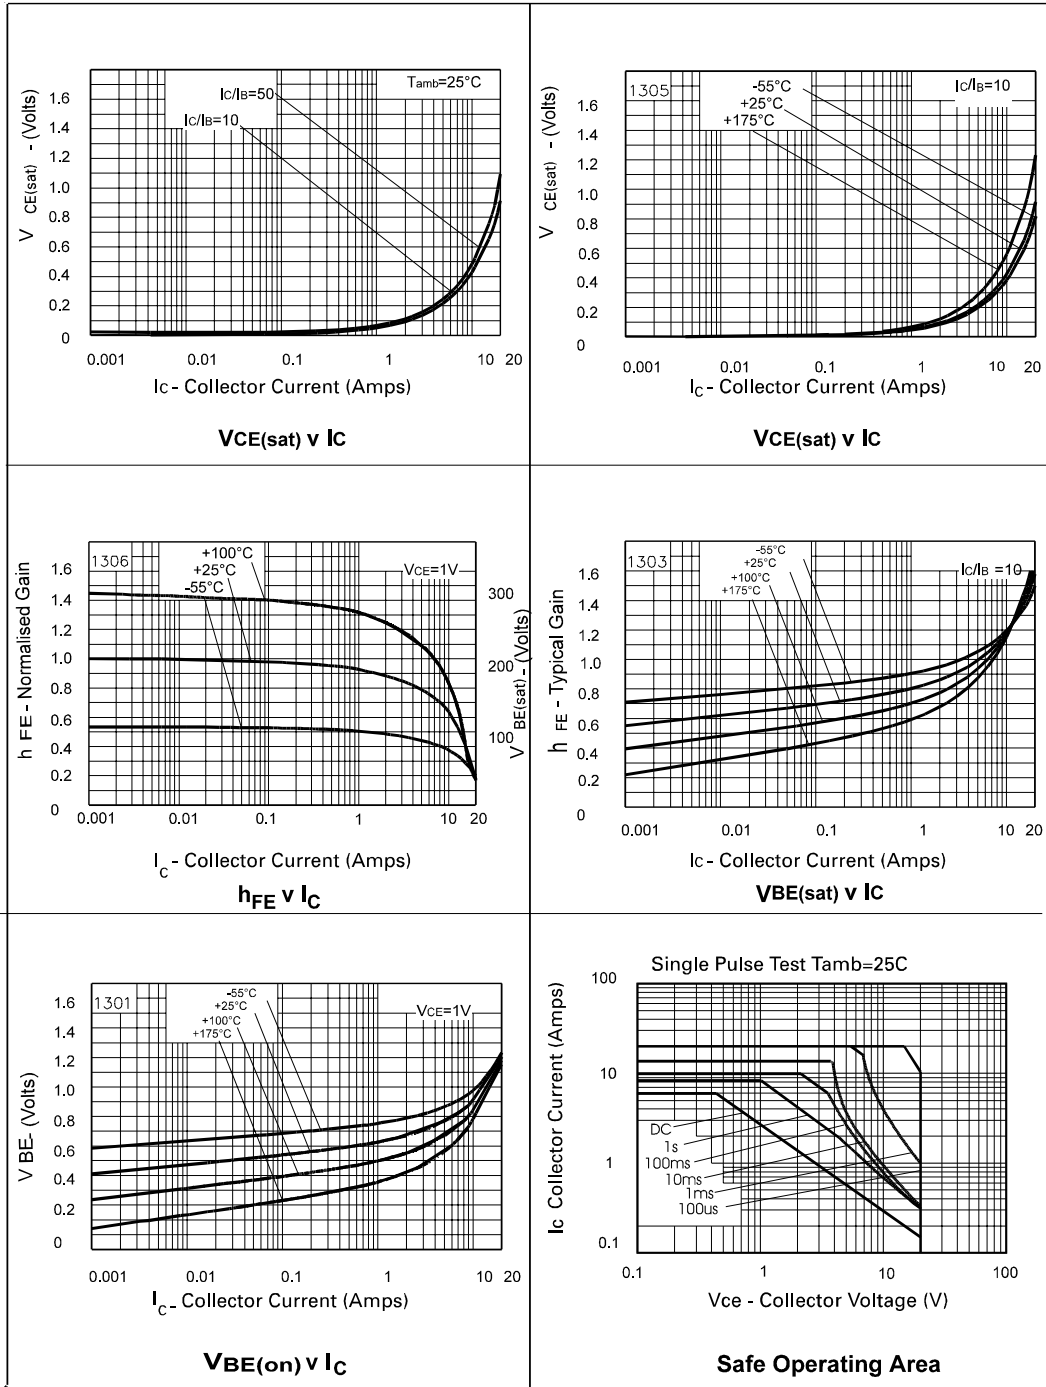 Tamb=25°C
IC/IB=50
IC/IB=10
1.6
1.4
1.2
1.0
0.8
0.6
0.4
0.2
0
V CE(sat) - (Volts)
0.001 0.01 0.1 1 10 20
IC - Collector Current (Amps)
VCE(sat) v IC
1305
-55°C
+25°C
+175°C
IC/IB=10
1.6
1.4
1.2
1.0
0.8
0.6
0.4
0.2
0
V CE(sat) - (Volts)
0.001 0.01 0.1 1 10 20
IC - Collector Current (Amps)
VCE(sat) v IC
1306
+100°C
+25°C
-55°C
VCE=1V
1.6
1.4
1.2
1.0
0.8
0.6
0.4
0.2
0
h FE - Normalised Gain
300
200
100
V BE(sat) - (Volts)
0.001 0.01 0.1 1 10 20
IC - Collector Current (Amps)
hFE v IC
1303
-55°C
+25°C
+100°C
+175°C
IC/IB =10
1.6
1.4
1.2
1.0
0.8
0.6
0.4
0.2
0
h FE - Typical Gain
0.001 0.01 0.1 1 10 20
IC - Collector Current (Amps)
VBE(sat) v IC
1301
-55°C
+25°C
+100°C
+175°C
VCE=1V
1.6
1.4
1.2
1.0
0.8
0.6
0.4
0.2
0
V BE- (Volts)
0.001 0.01 0.1 1 10 20
IC - Collector Current (Amps)
VBE(on) v IC
Single Pulse Test Tamb=25C
100
10
1
0.1
Ic Collector Current (Amps)
DC
1s
100ms
10ms
1ms
100us
0.1 1 10 100
Vce - Collector Voltage (V)
Safe Operating Area